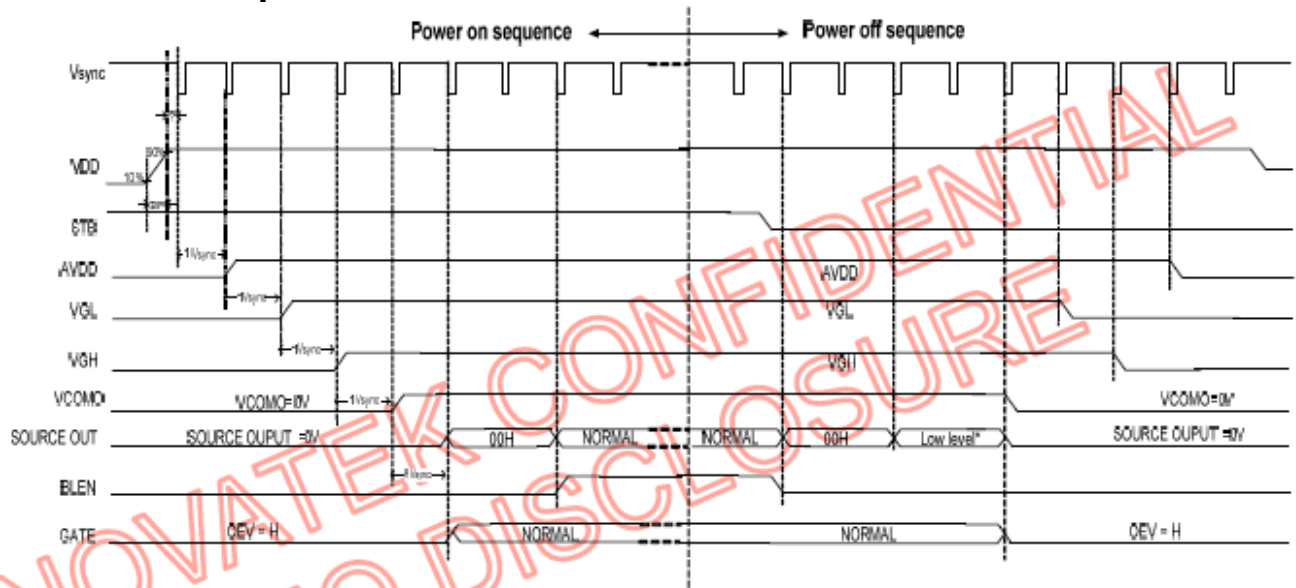 Power on sequence
Power off sequence
Vsync
VDD
90%
10%
STB
1Vsync
AVDD
AVDD
1Vsync
VGL
VGL
1Vsync
VGH
VGH
VCOMO
VCOMO=0V
1Vsync
VCOMO=0V
SOURCE OUT
SOURCE OUPUT =0V
00H
NORMAL
NORMAL
00H
Low level*
SOURCE OUPUT =0V
1Vsync
BLEN
GATE
OEV = H
NORMAL
NORMAL
OEV = H
NOVATEK CONFIDENTIAL
NO DISCLOSURE